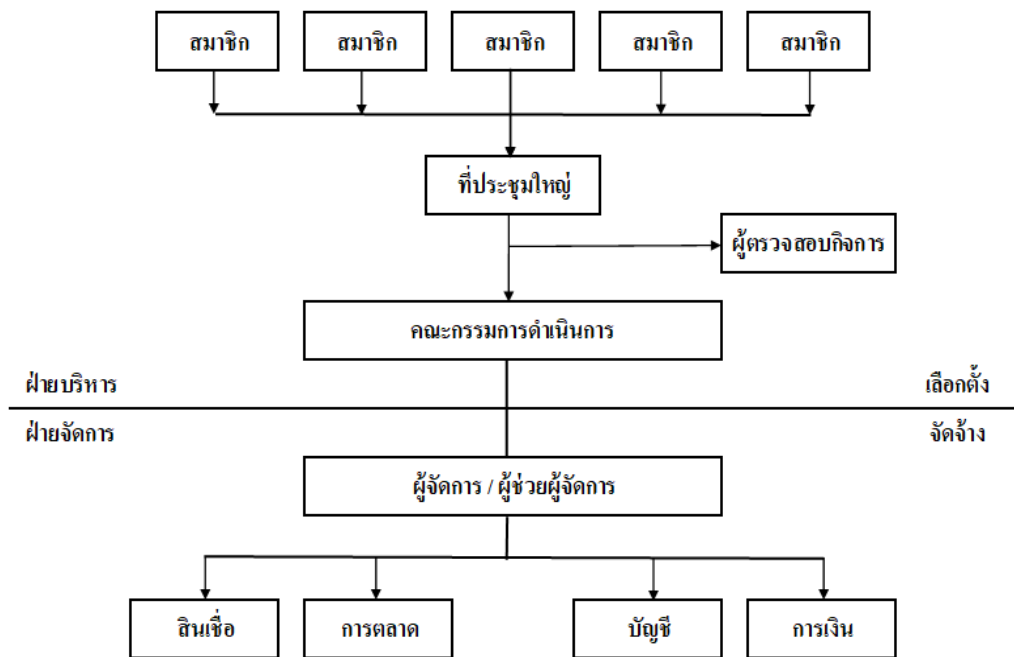 สมาชิก สมาชิก สมาชิก สมาชิก สมาชิก
ที่ประชุมใหญ่
ผู้ตรวจสอบกิจการ
คณะกรรมการดำเนินการ
ฝ่ายบริหาร เลือกตั้ง
ฝ่ายจัดการ จัดจ้าง
ผู้จัดการ / ผู้ช่วยผู้จัดการ
สินเชื่อ การตลาด บัญชี การเงิน